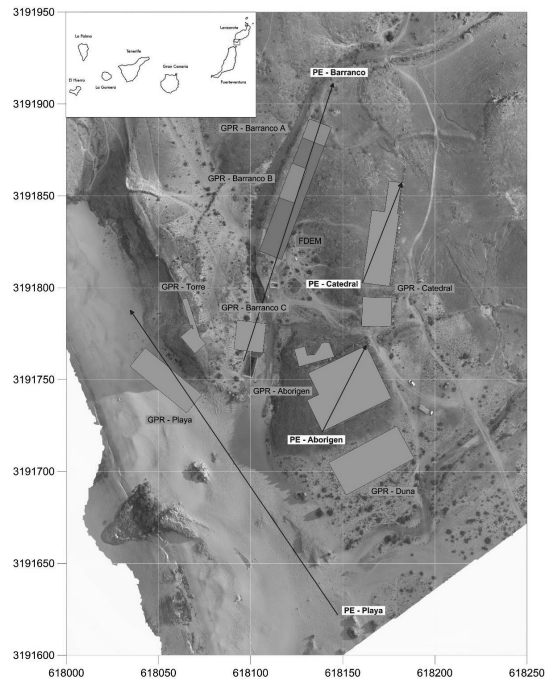 3191950
Lanzarote
La Palma
Tenerife
Gran Canaria
El Hierro
La Gomera
Fuerteventura
PE - Barranco
3191900
GPR - Barranco A
3191850
GPR - Barranco B
FDEM
PE - Catedral
GPR - Catedral
GPR - Torre
3191800
GPR - Barranco C
3191750
GPR - Aborigen
GPR - Playa
PE - Aborigen
3191700
GPR - Duna
3191650
PE - Playa
3191600
618000 618050 618100 618150 618200 618250